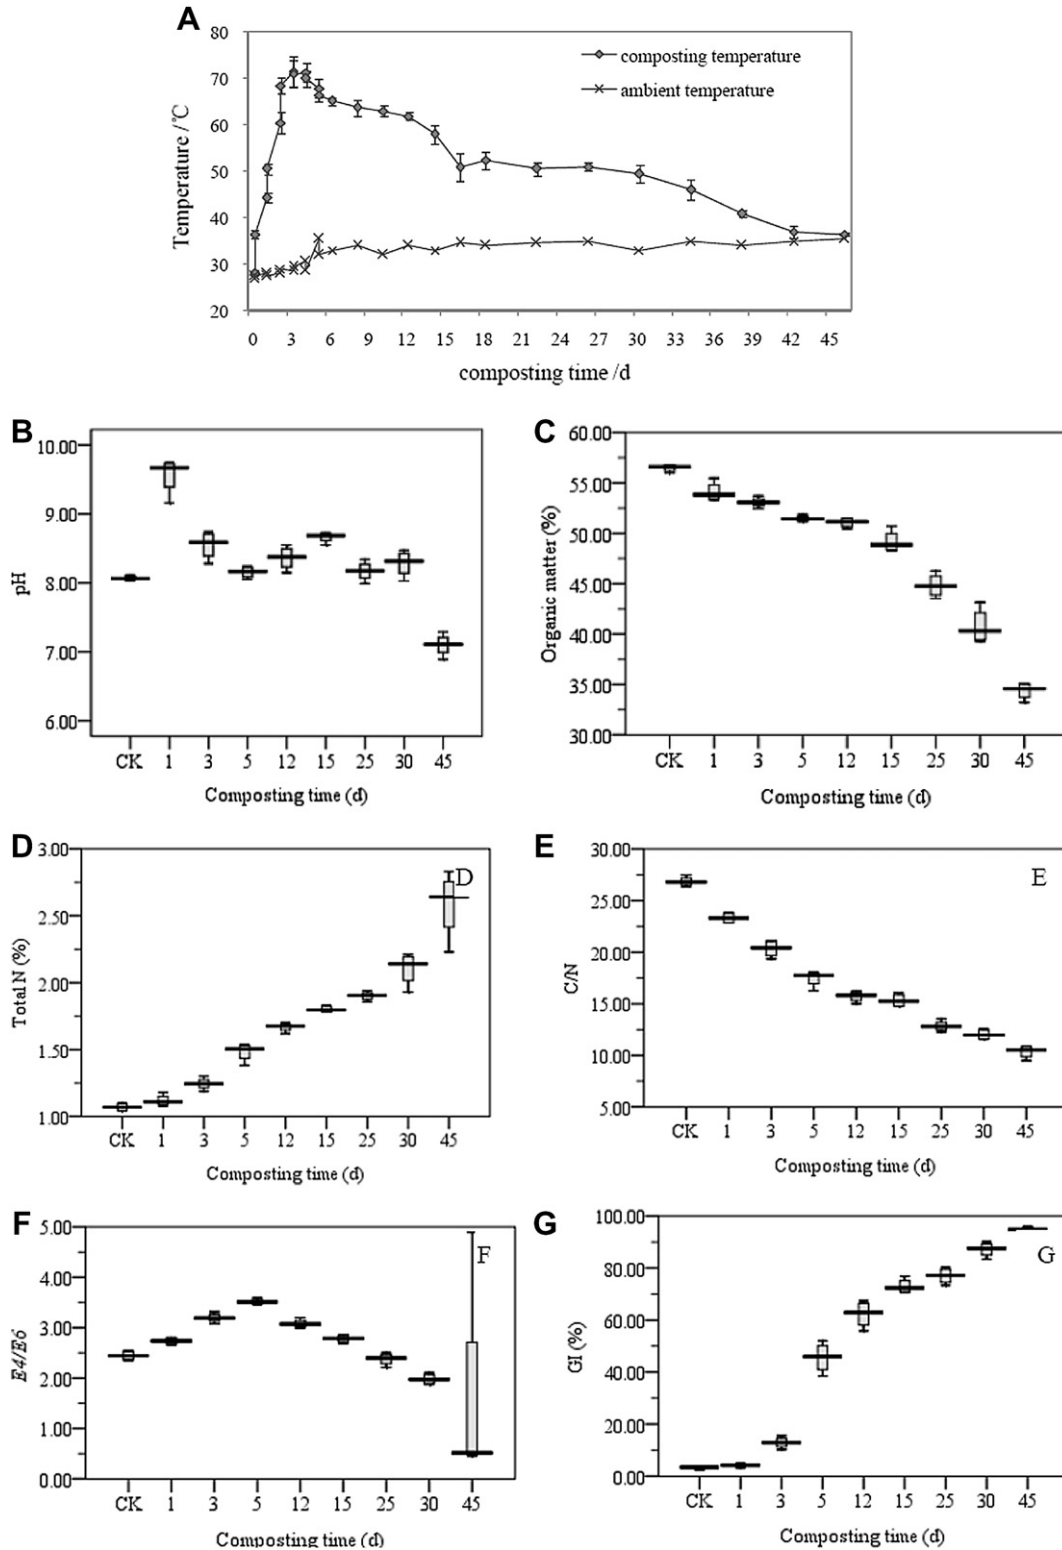 A
80
70
60
50
40
30
20
Temperature /℃
composting temperature
ambient temperature
0 3 6 9 12 15 18 21 24 27 30 33 36 39 42 45
composting time /d
B
10.00
9.00
8.00
7.00
6.00
pH
CK 1 3 5 12 15 25 30 45
Composting time (d)
C
60.00
55.00
50.00
45.00
40.00
35.00
30.00
Organic matter (%)
CK 1 3 5 12 15 25 30 45
Composting time (d)
D
3.00
2.50
2.00
1.50
1.00
Total N (%)
D
CK 1 3 5 12 15 25 30 45
Composting time (d)
E
30.00
25.00
20.00
15.00
10.00
5.00
C/N
E
CK 1 3 5 12 15 25 30 45
Composting time (d)
F
5.00
4.00
3.00
2.00
1.00
0.00
E4/E6
F
CK 1 3 5 12 15 25 30 45
Composting time (d)
G
100.00
80.00
60.00
40.00
20.00
0.00
GI (%)
G
CK 1 3 5 12 15 25 30 45
Composting time (d)